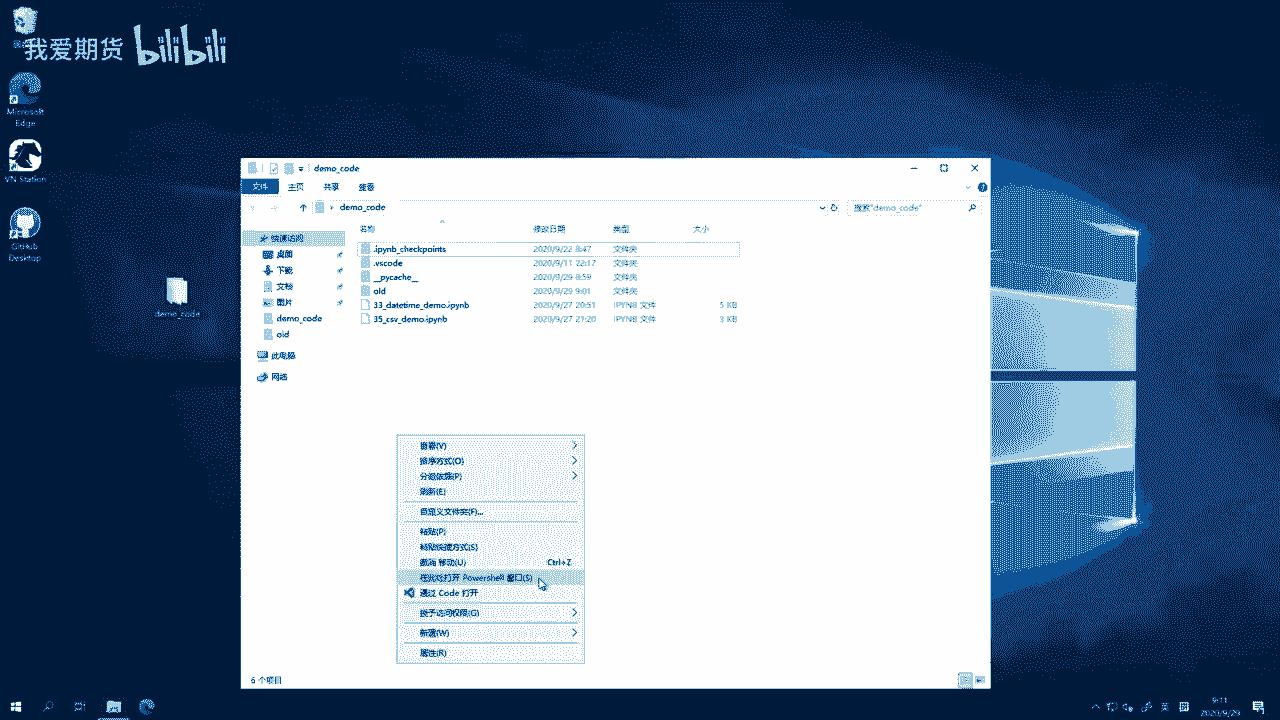 我爱期货 bilibili
Microsoft
Edge
VN Station
GitHub
Desktop
demo_code
demo_code
文件 主页 共享 查看
demo_code
搜索"demo_code"
名称 修改日期 类型 大小
快速访问
桌面
下载
文档
图片
demo_code
old
此电脑
网络
.ipynb_checkpoints 2020/9/22 8:47 文件夹
.vscode 2020/9/11 22:17 文件夹
__pycache__ 2020/9/29 8:59 文件夹
old 2020/9/29 9:01 文件夹
33_datetime_demo.ipynb 2020/9/27 20:51 IPYNB 文件 5 KB
35_csv_demo.ipynb 2020/9/27 21:20 IPYNB 文件 3 KB
查看(V)
排序方式(O)
分组依据(P)
刷新(E)
自定义文件夹(F)...
粘贴(P)
粘贴快捷方式(S)
撤消 移动(U) Ctrl+Z
在此处打开 Powershell 窗口(S)
通过 Code 打开
授予访问权限(G)
新建(W)
属性(R)
6 个项目
9:11
2020/9/29